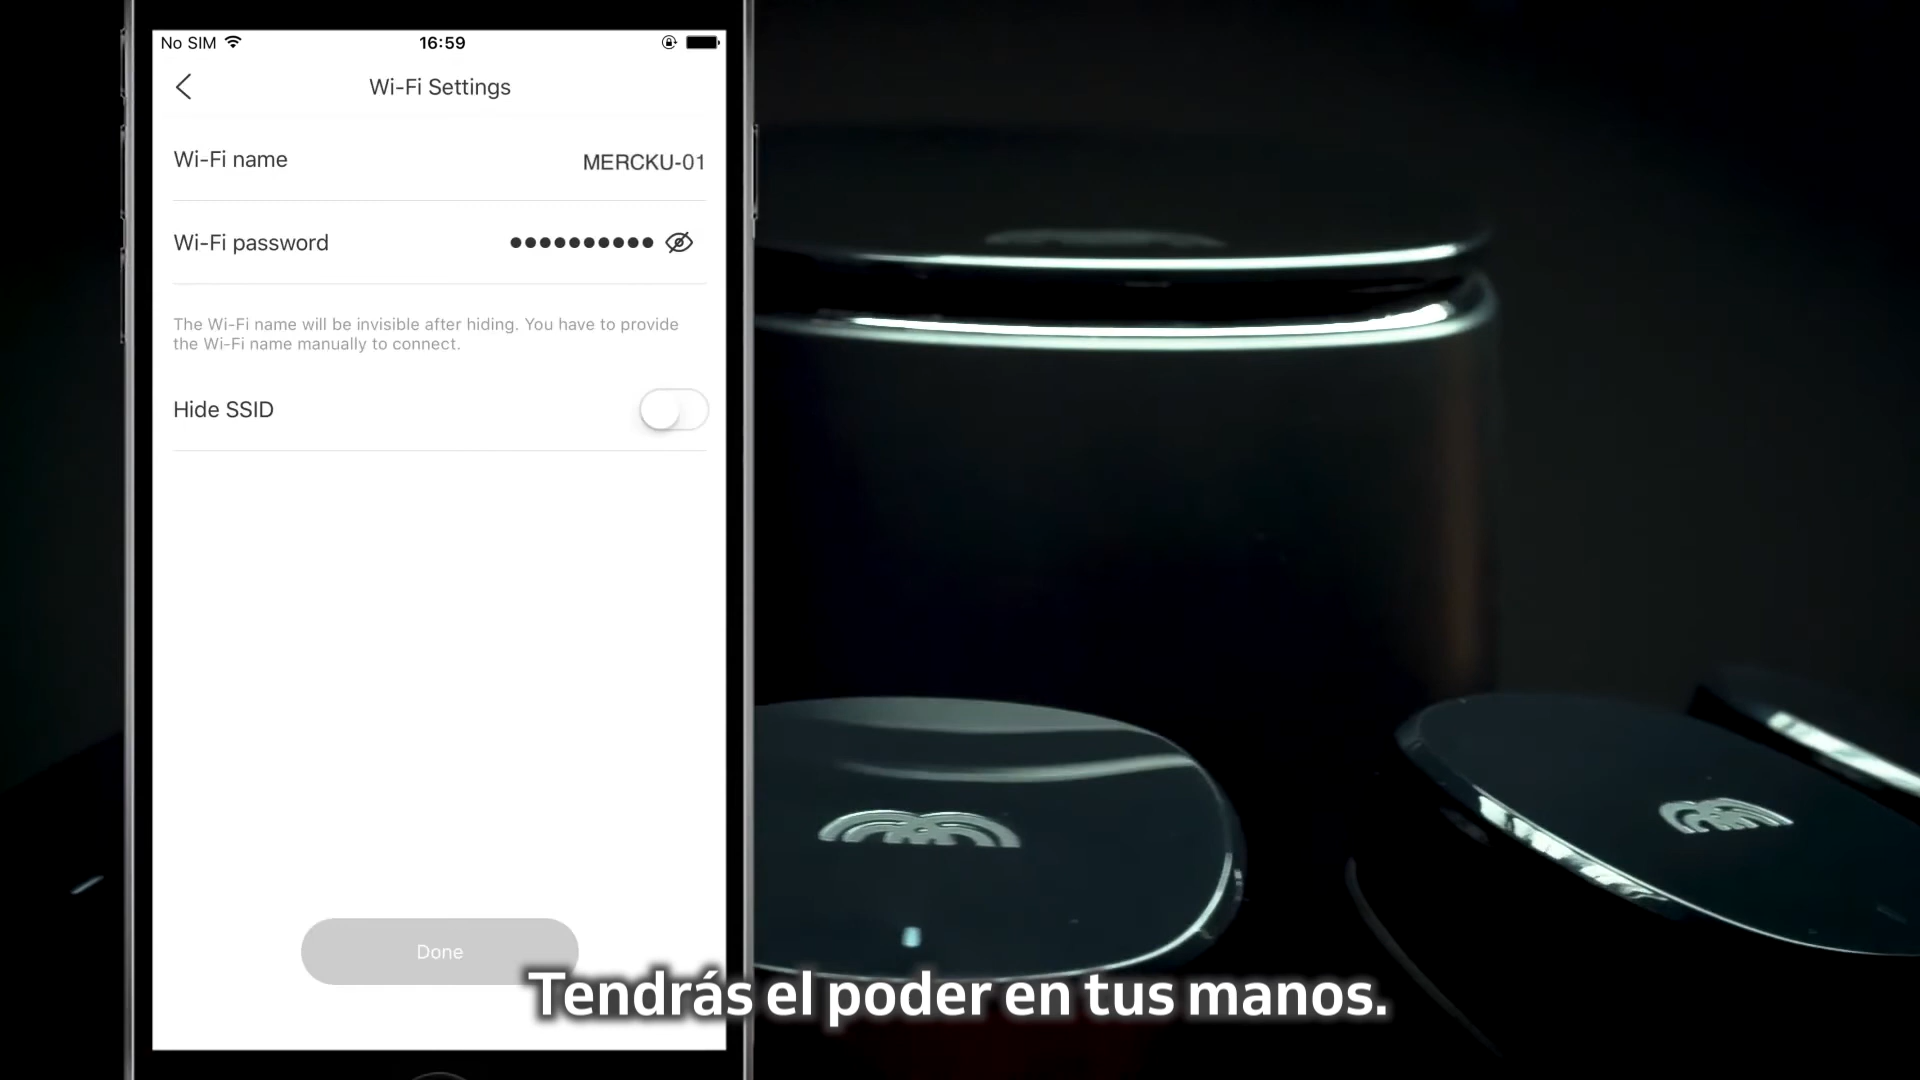 No SIM
16:59
Wi-Fi Settings
Wi-Fi name
MERCKU-01
Wi-Fi password
••••••••••
The Wi-Fi name will be invisible after hiding. You have to provide
the Wi-Fi name manually to connect.
Hide SSID
Done
Tendrás el poder en tus manos.